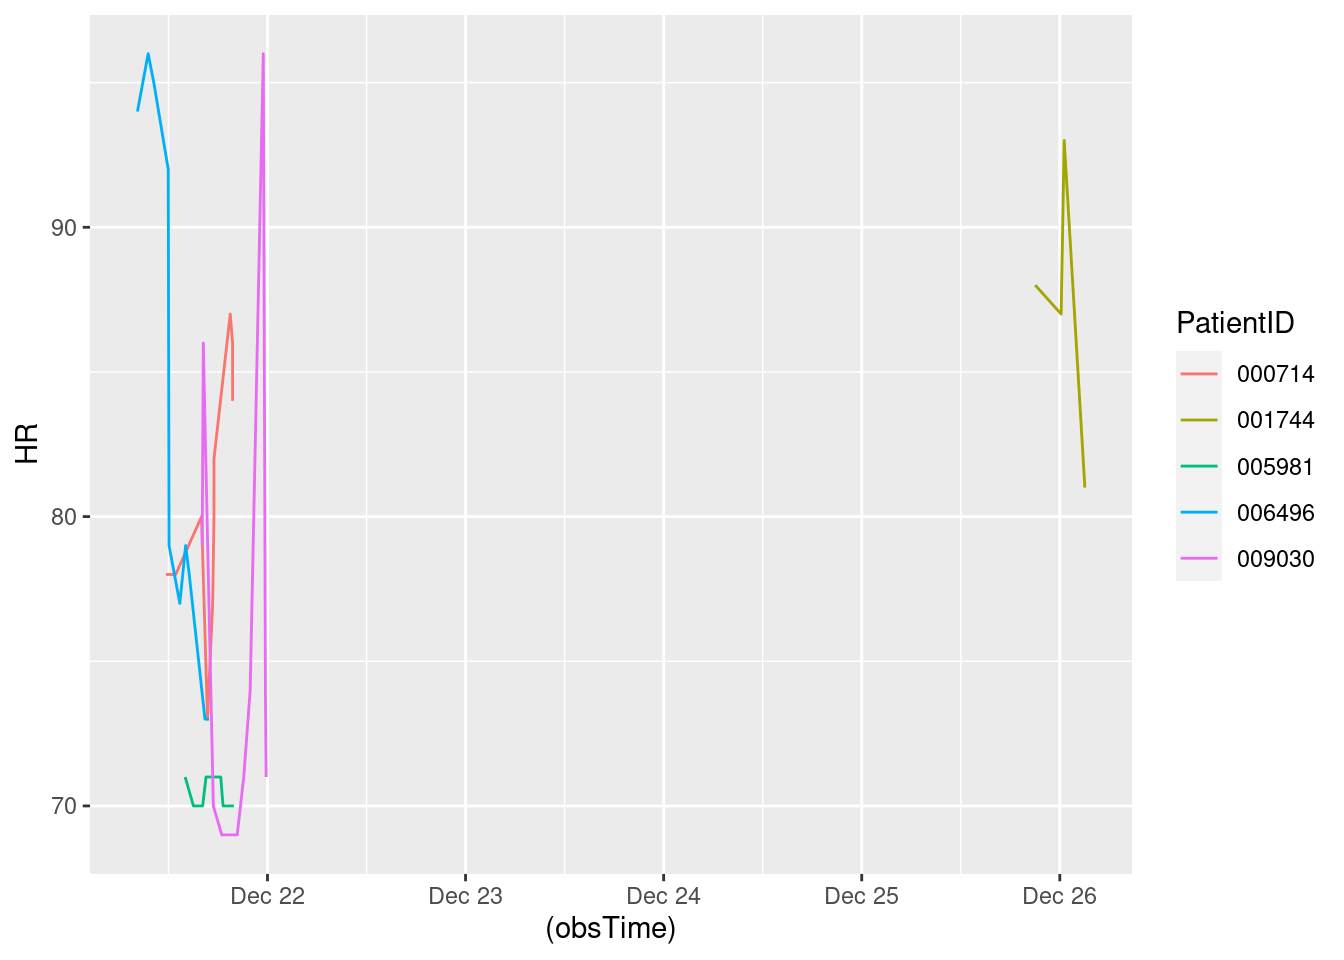 90
80
70
HR
Dec 22
Dec 23
Dec 24
Dec 25
Dec 26
(obsTime)
PatientID
000714
001744
005981
006496
009030